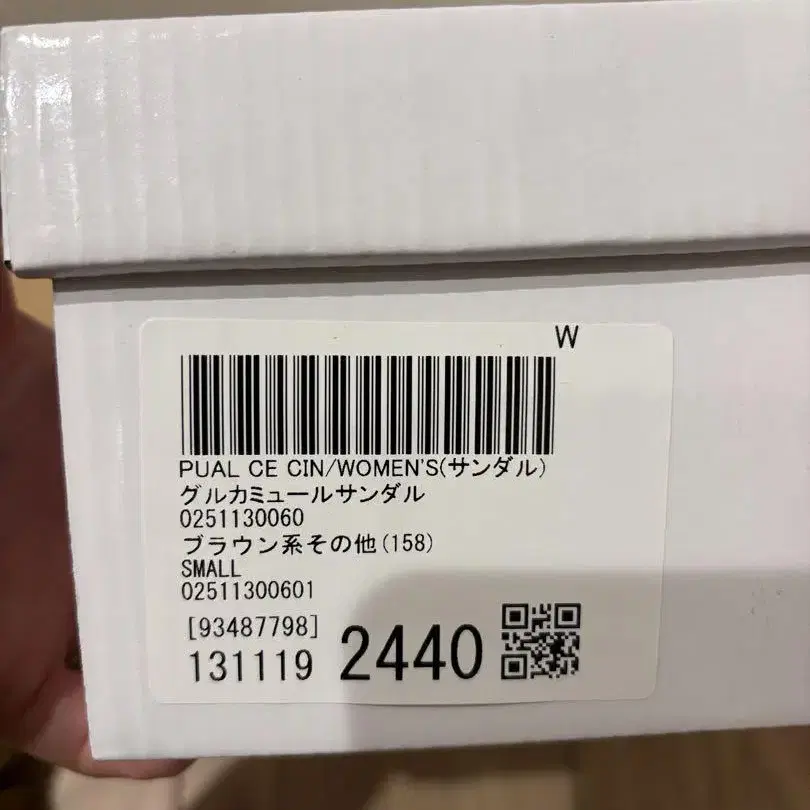 W
PUAL CE CIN/WOMEN'S(サンダル)
グルカミュールサンダル
0251130060
ブラウン系その他(158)
SMALL
02511300601
[93487798]
131119 2440